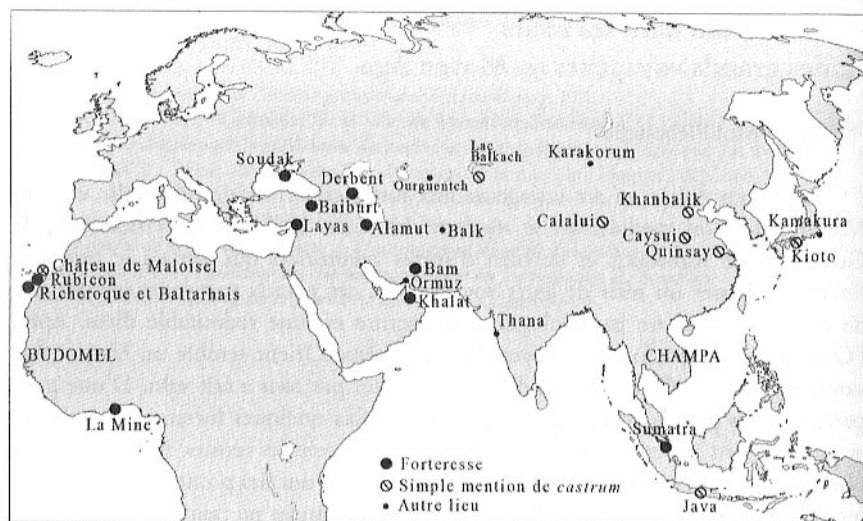 Lac
Balkach
Karakorum
Soudak
Derbent
Ourguentch
Khanbalik
Baiburt
Calalui
Kamakura
Layas
Alamut
Balk
Caysui
Quinsay
Kioto
Château de Maloisel
Bam
Rubicon
Ormuz
Richeroque et Baltarhais
Khalat
Thana
BUDOMEL
CHAMPA
La Mine
Sumatra
Forteresse
Simple mention de castrum
Autre lieu
Java